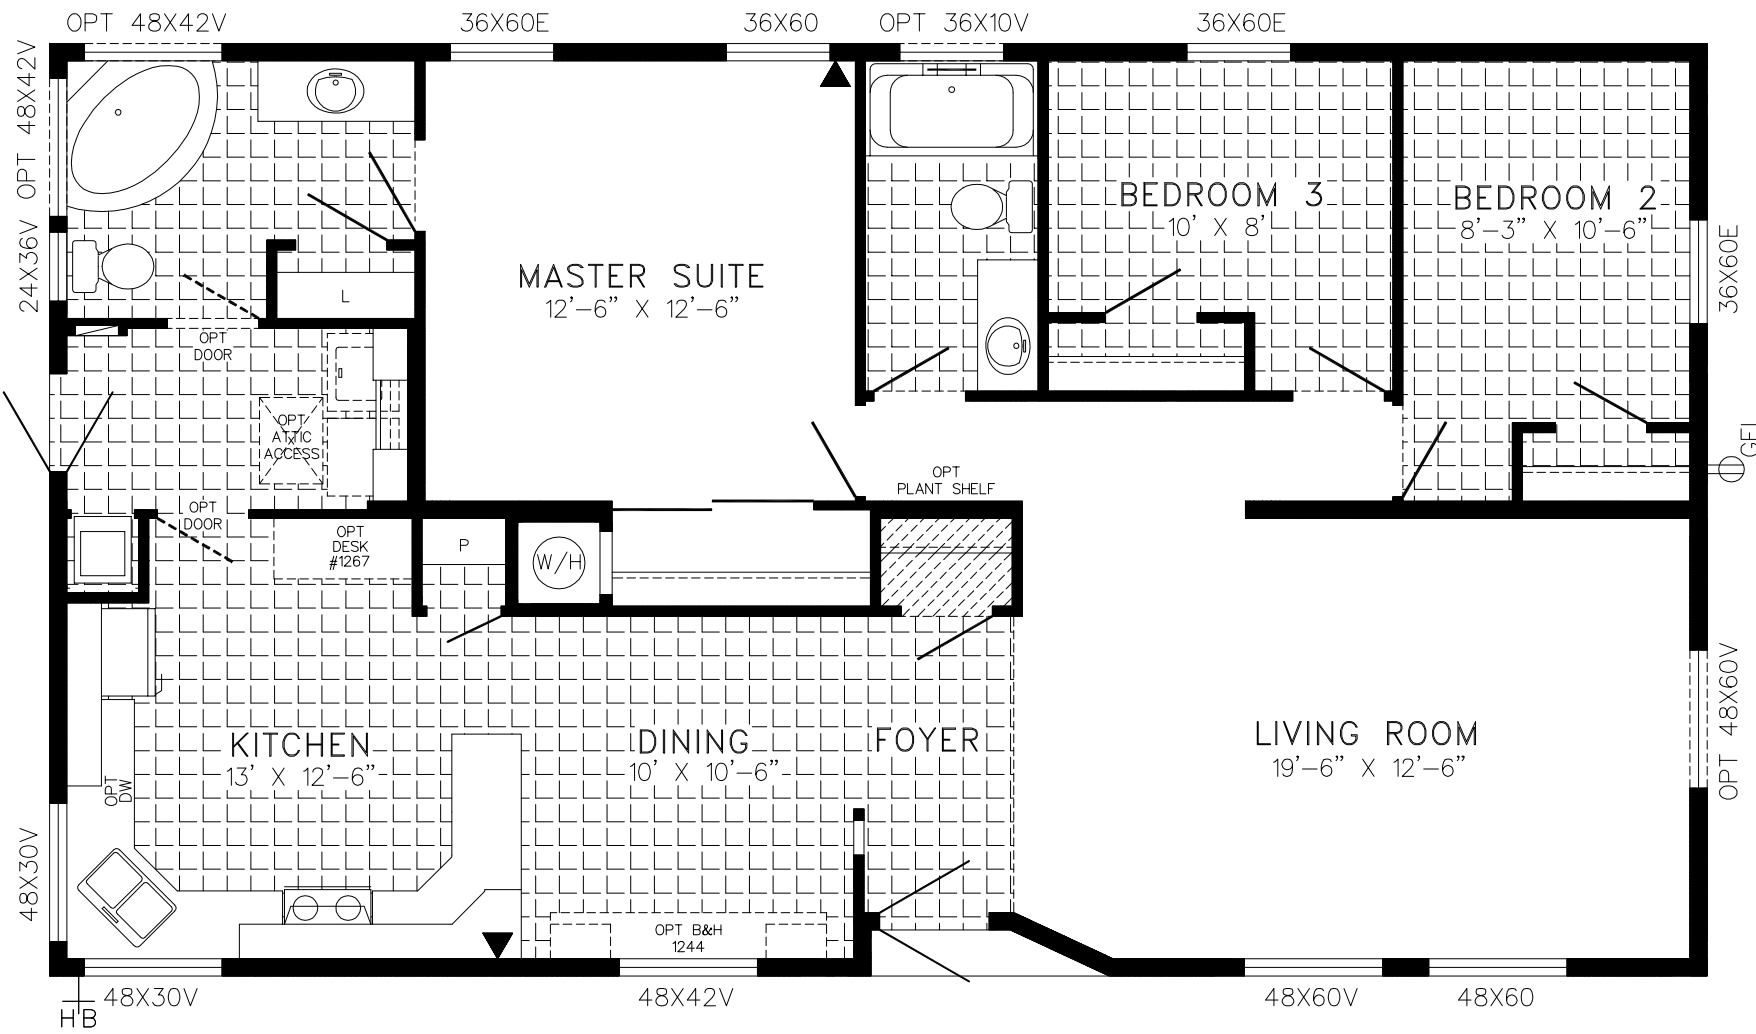 OPT 48X42V
36X60E
36X60
OPT 36X10V
36X60E
OPT 48X42V
24X36V
BEDROOM 3
10' X 8'
BEDROOM 2
8'-3" X 10'-6"
36X60E
MASTER SUITE
12'-6" X 12'-6"
L
OPT
DOOR
OPT
ATTIC
ACCESS
GFI
OPT
PLANT SHELF
OPT
DOOR
OPT
DESK
#1267
P
W/H
KITCHEN
13' X 12'-6"
DINING
10' X 10'-6"
FOYER
LIVING ROOM
19'-6" X 12'-6"
OPT 48X60V
OPT
DW
48X30V
OPT B&H
1244
48X30V
48X42V
48X60V
48X60
HB